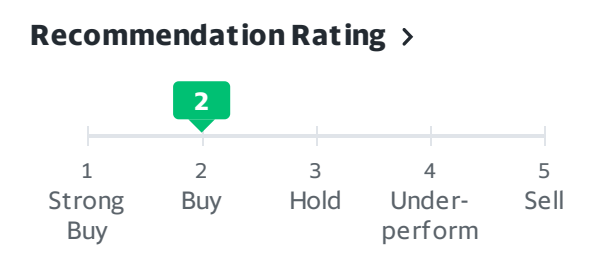 Recommendation Rating >
2
1 2 3 4 5
Strong Buy Hold Under- Sell
Buy perform